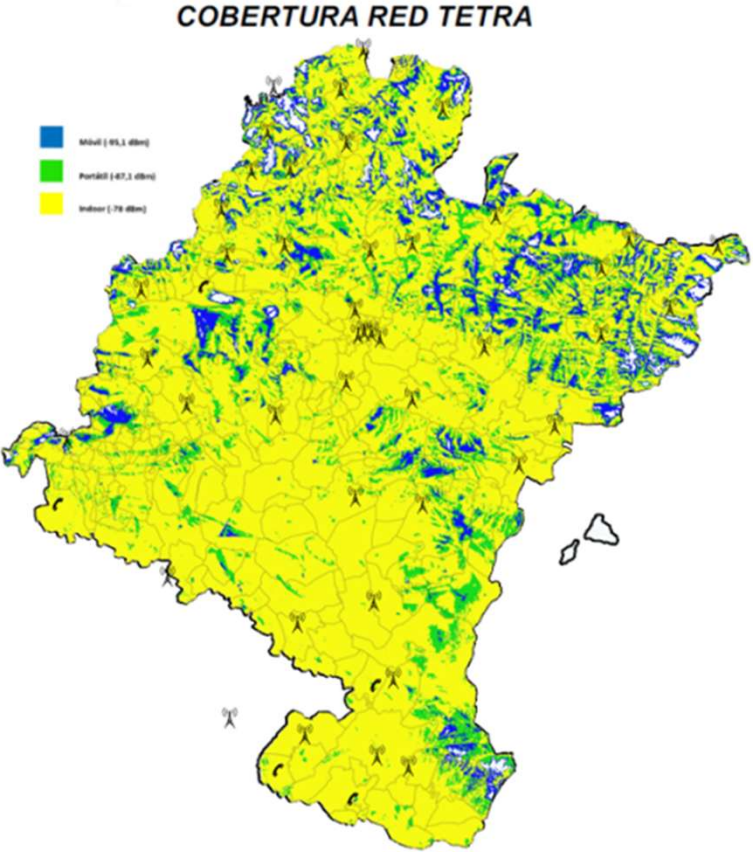 COBERTURA RED TETRA
Móvil (-95,1 dBm)
Portátil (-87,1 dBm)
Indoor (-78 dBm)